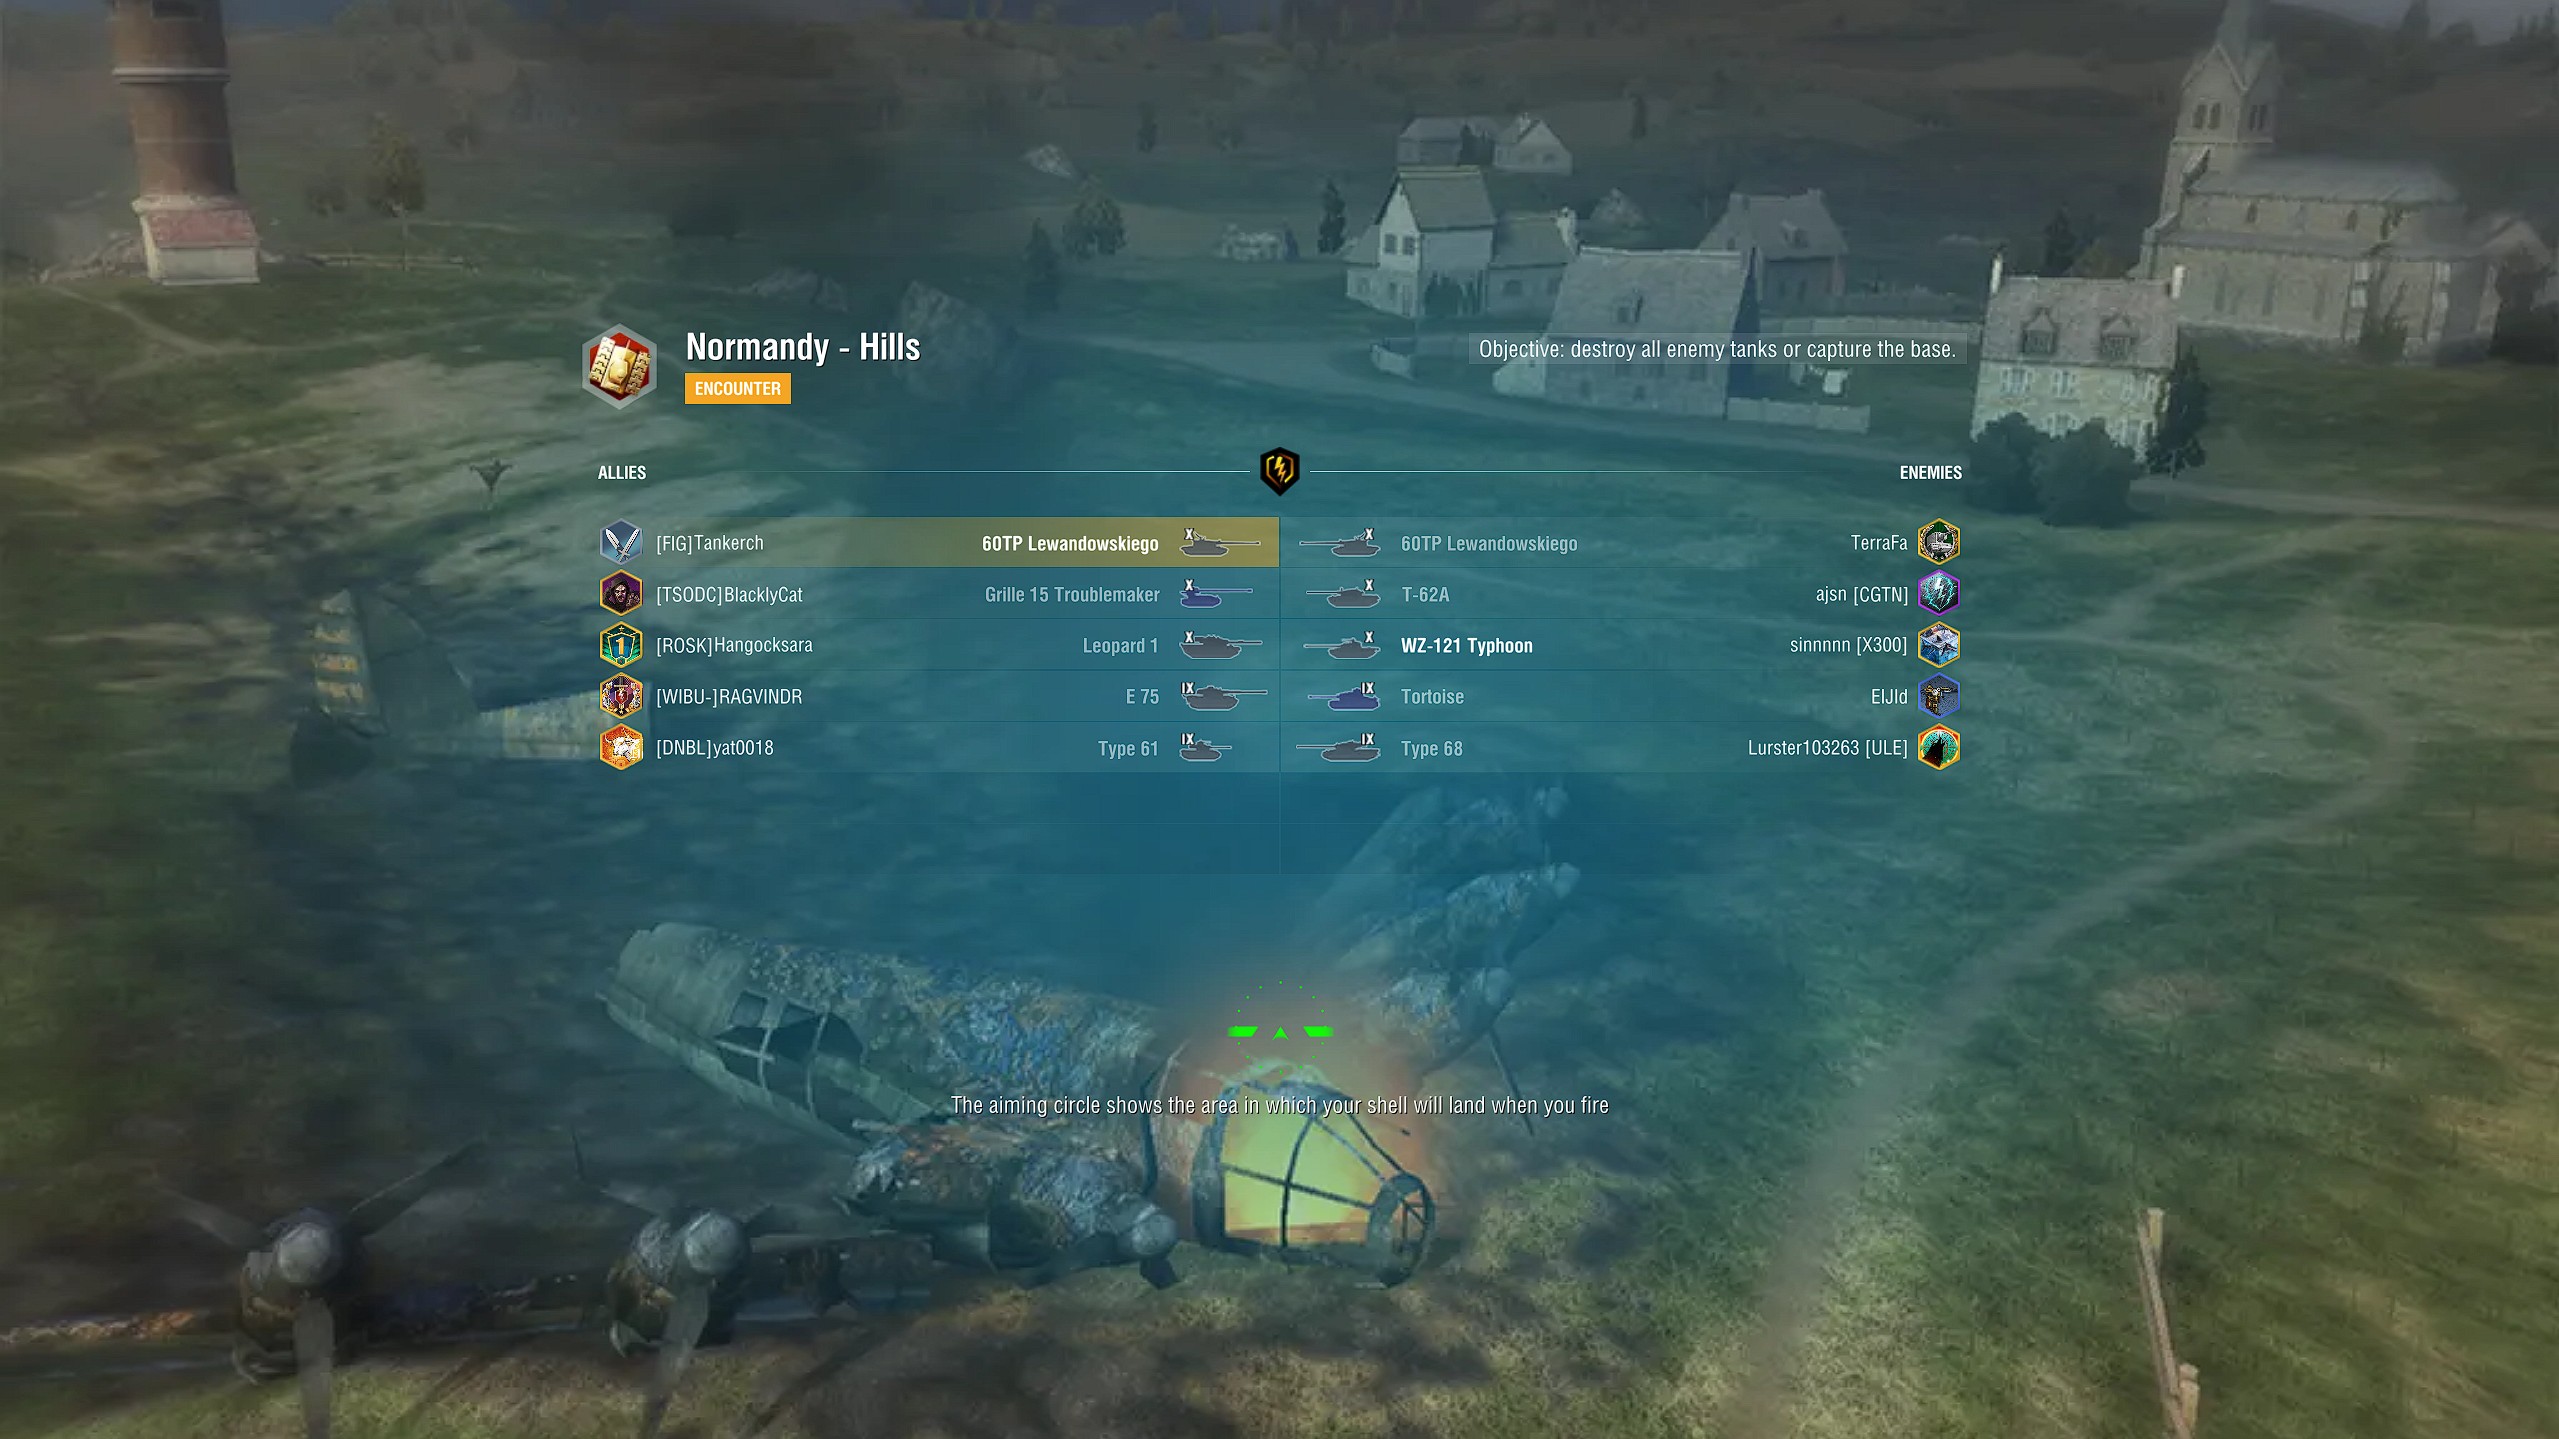 Normandy - Hills
ENCOUNTER
Objective: destroy all enemy tanks or capture the base.
ALLIES
ENEMIES
[FIG]Tankerch 60TP Lewandowskiego X X 60TP Lewandowskiego TerraFa
[TSODC]BlacklyCat Grille 15 Troublemaker X X T-62A ajsn [CGTN]
[ROSK]Hangocksara Leopard 1 X X WZ-121 Typhoon sinnnnn [X300]
[WIBU-]RAGVINDR E 75 IX IX Tortoise EIJId
[DNBL]yat0018 Type 61 IX IX Type 68 Lurster103263 [ULE]
The aiming circle shows the area in which your shell will land when you fire